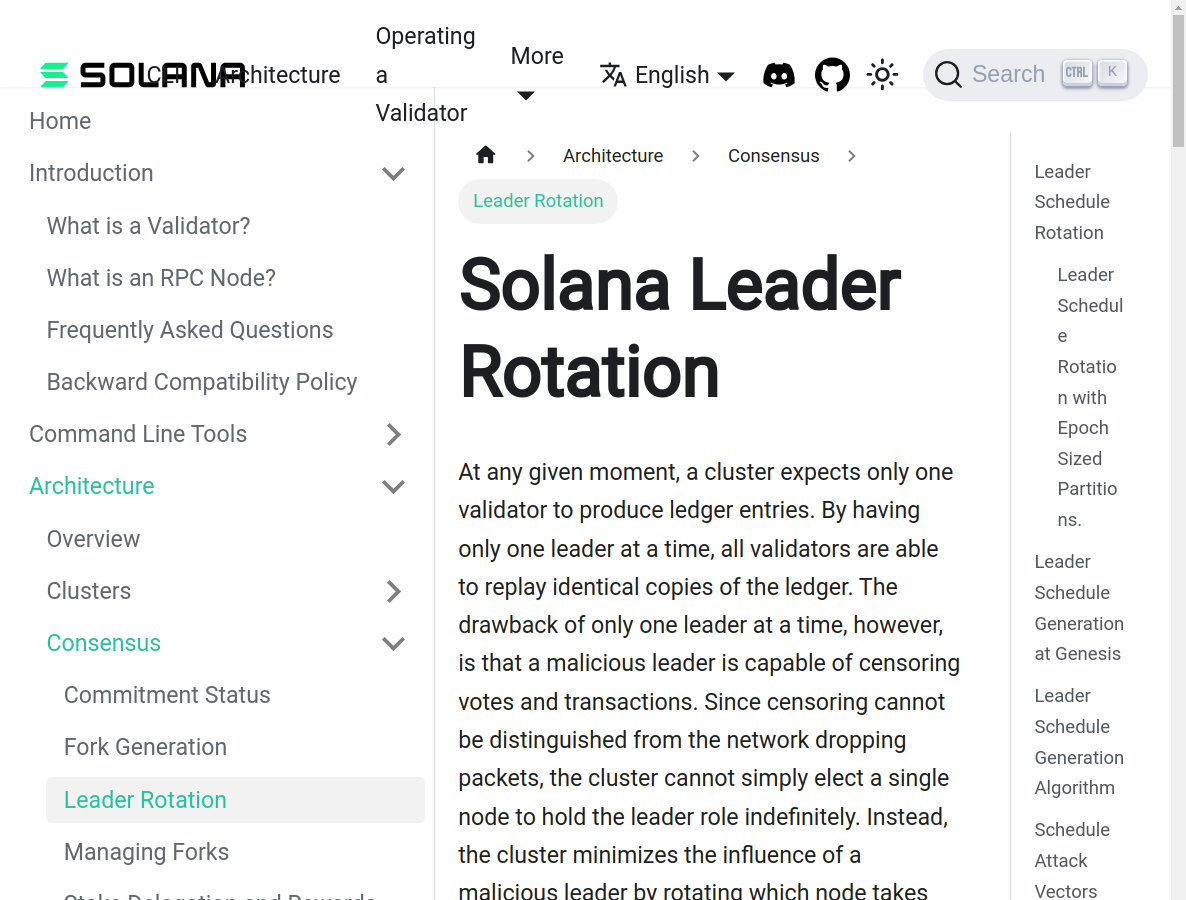 SOLANA
CLI
Architecture
Operating
a
Validator
More
English
Search
CTRL
K
Home
Introduction
What is a Validator?
What is an RPC Node?
Frequently Asked Questions
Backward Compatibility Policy
Command Line Tools
Architecture
Overview
Clusters
Consensus
Commitment Status
Fork Generation
Leader Rotation
Managing Forks
Stake Delegation and Rewards
Architecture
Consensus
Leader Rotation
Solana Leader
Rotation
At any given moment, a cluster expects only one
validator to produce ledger entries. By having
only one leader at a time, all validators are able
to replay identical copies of the ledger. The
drawback of only one leader at a time, however,
is that a malicious leader is capable of censoring
votes and transactions. Since censoring cannot
be distinguished from the network dropping
packets, the cluster cannot simply elect a single
node to hold the leader role indefinitely. Instead,
the cluster minimizes the influence of a
malicious leader by rotating which node takes
Leader
Schedule
Rotation
Leader
Schedul
e
Rotatio
n with
Epoch
Sized
Partitio
ns.
Leader
Schedule
Generation
at Genesis
Leader
Schedule
Generation
Algorithm
Schedule
Attack
Vectors